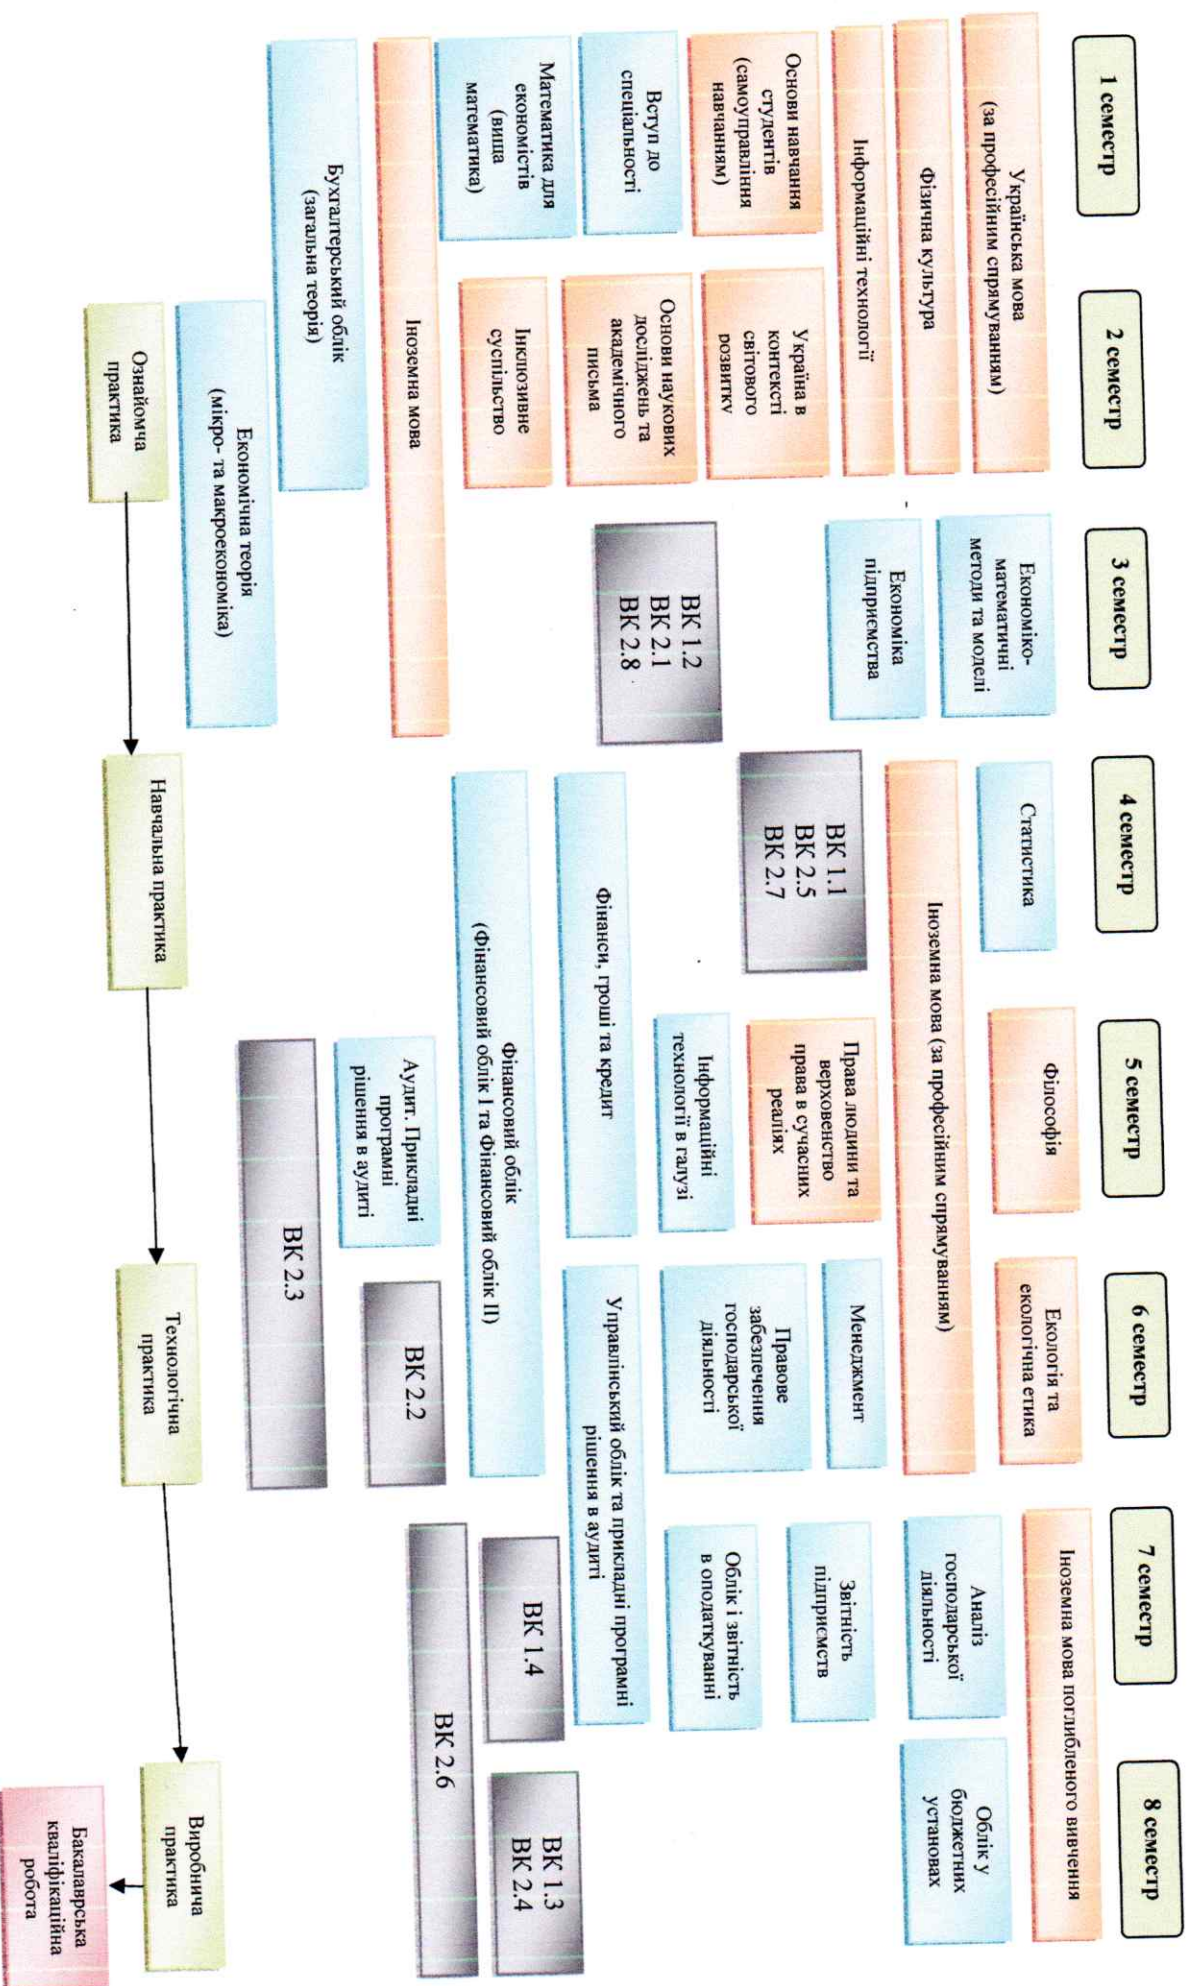 1 семестр
2 семестр
3 семестр
4 семестр
5 семестр
6 семестр
7 семестр
8 семестр
Українська мова
(за професійним спрямуванням)
Фізична культура
Інформаційні технології
Основи навчання
студентів
(самоуправління
навчанням)
Вступ до
спеціальності
Математика для
економістів
(вища
математика)
Україна в
контексті
світового
розвитку
Основи наукових
досліджень та
академічного
письма
Інклюзивне
суспільство
Іноземна мова
Бухгалтерський облік
(загальна теорія)
Економічна теорія
(мікро- та макроекономіка)
Ознайомча
практика
Економіко-
математичні
методи та моделі
Економіка
підприємства
ВК 1.2
ВК 2.1
ВК 2.8
Статистика
Іноземна мова (за професійним спрямуванням)
ВК 1.1
ВК 2.5
ВК 2.7
Фінанси, гроші та кредит
Фінансовий облік
(Фінансовий облік І та Фінансовий облік ІІ)
Навчальна практика
Філософія
Права людини та
верховенство
права в сучасних
реаліях
Інформаційні
технології в галузі
Аудит. Прикладні
програмні
рішення в аудиті
ВК 2.3
Екологія та
екологічна етика
Менеджмент
Правове
забезпечення
господарської
діяльності
Управлінський облік та прикладні програмні
рішення в аудиті
ВК 2.2
Технологічна
практика
Іноземна мова поглибленого вивчення
Аналіз
господарської
діяльності
Звітність
підприємств
Облік і звітність
в оподаткуванні
ВК 1.4
ВК 2.6
Облік у
бюджетних
установах
ВК 1.3
ВК 2.4
Виробнича
практика
Бакалаврська
кваліфікаційна
робота